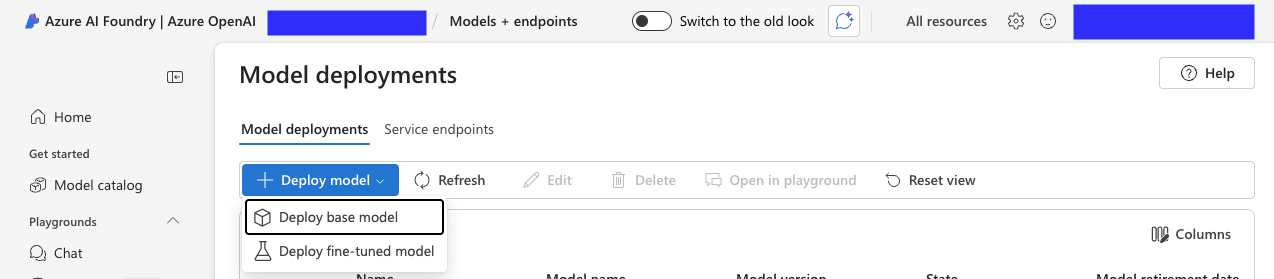 Azure AI Foundry | Azure OpenAI / Models + endpoints Switch to the old look All resources
Model deployments
Help
Home
Model deployments Service endpoints
Get started
Model catalog
Deploy model Refresh Edit Delete Open in playground Reset view
Playgrounds
Deploy base model
Columns
Chat
Deploy fine-tuned model
Name Model name Model version State Model retirement date